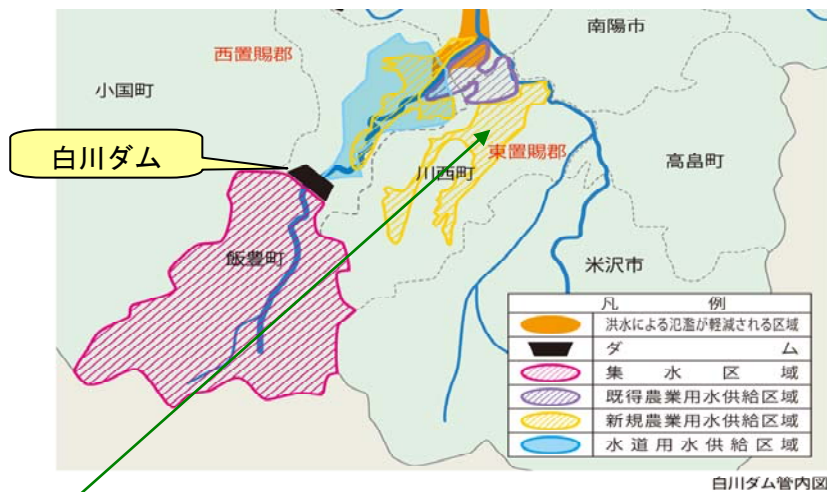 南陽市
西置賜郡
小国町
白川ダム
東置賜郡
高畠町
川西町
飯豊町
米沢市
凡 例
洪水による氾濫が軽減される区域
ダ ム
集 水 区 域
既得農業用水供給区域
新規農業用水供給区域
水道用水供給区域
白川ダム管内図